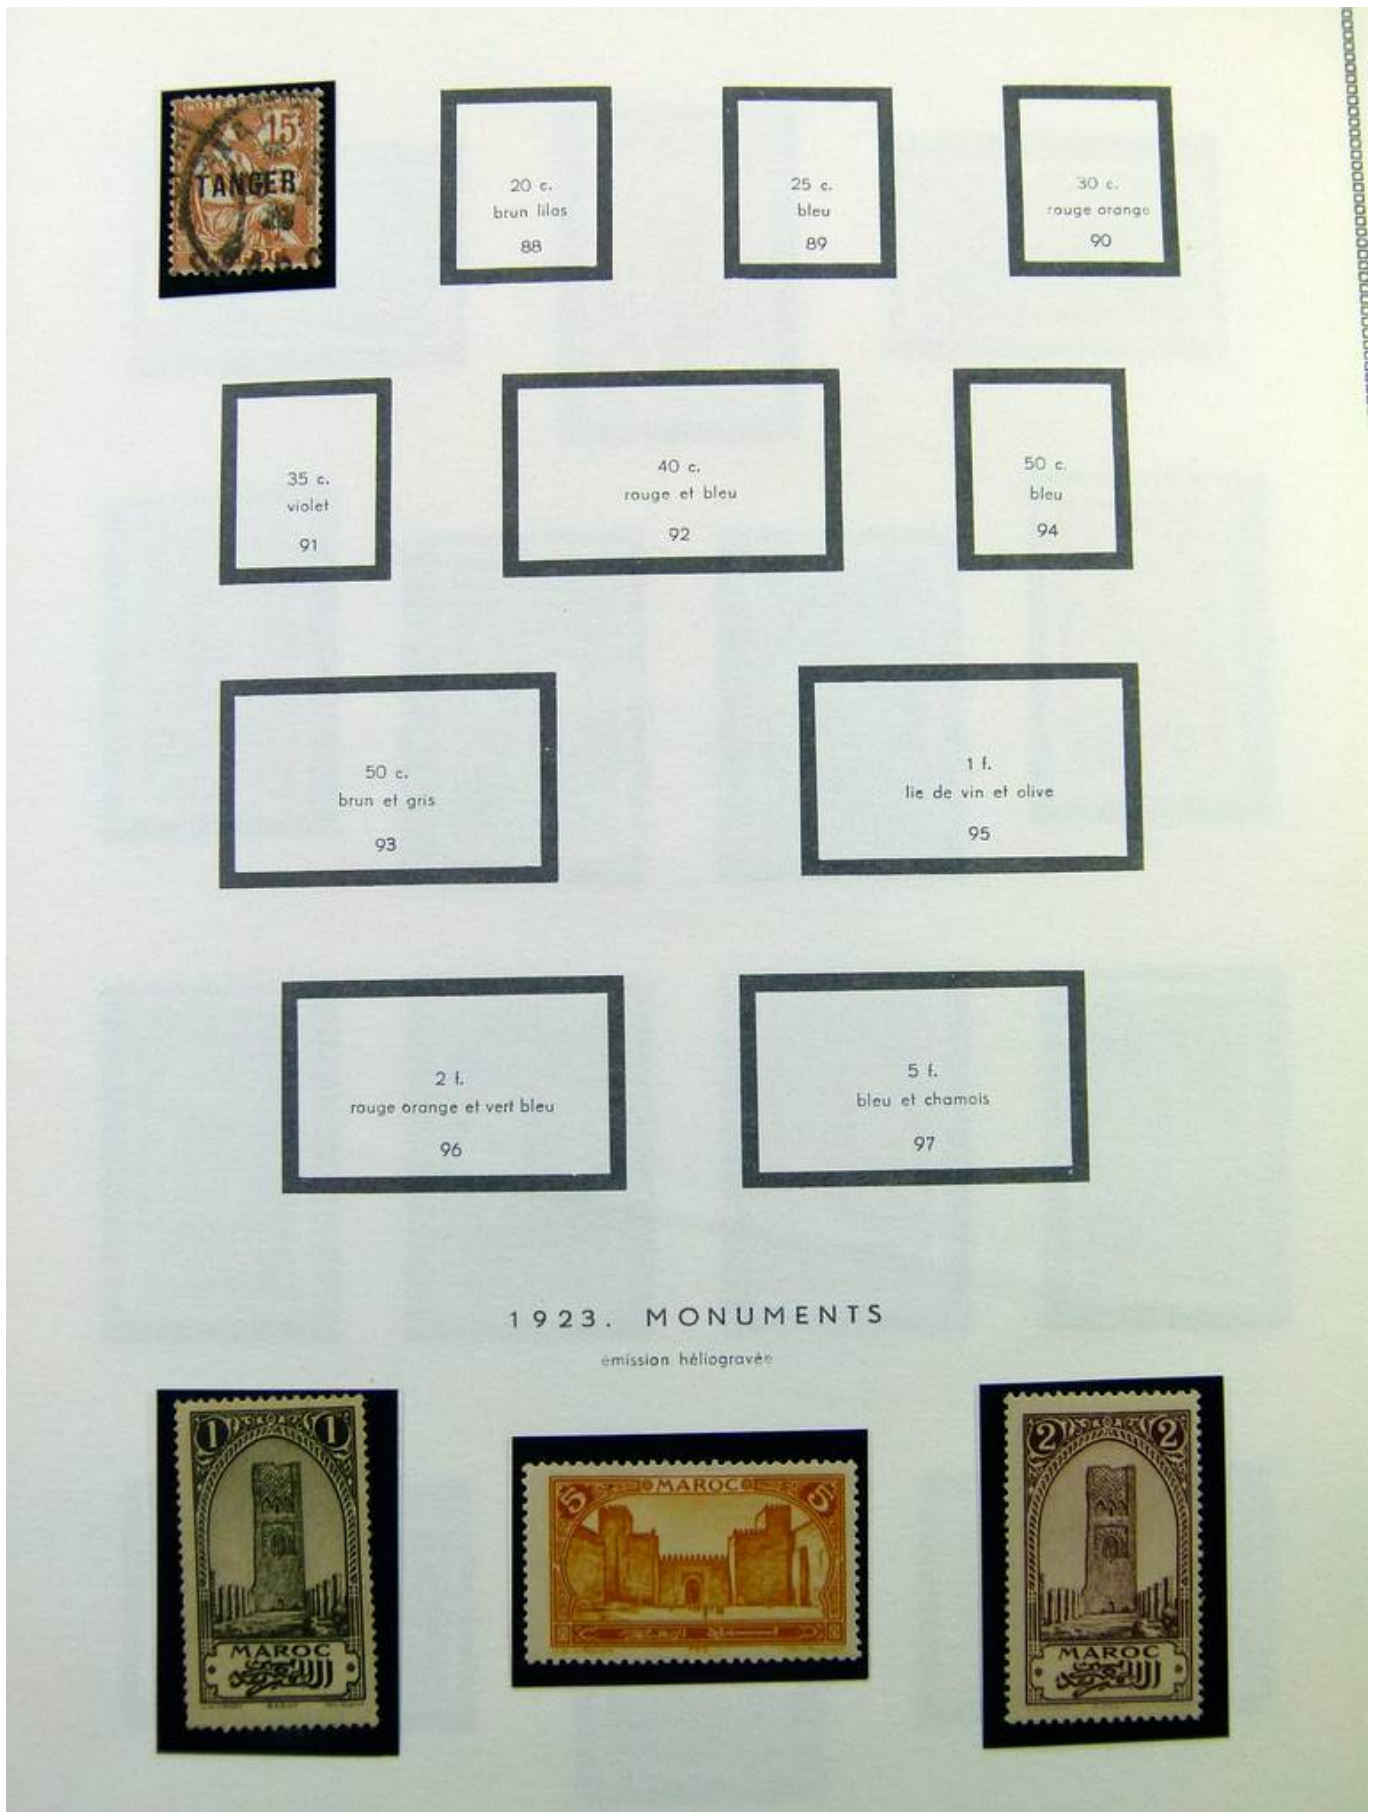 15
TANGER
20 c.
brun lilas
88
25 c.
bleu
89
30 c.
rouge orange
90
35 c.
violet
91
40 c.
rouge et bleu
92
50 c.
bleu
94
50 c.
brun et gris
93
1 f.
lie de vin et olive
95
2 f.
rouge orange et vert bleu
96
5 f.
bleu et chamois
97
1923. MONUMENTS
émission héliogravée
1 1
MAROC
5 MAROC 5
2 2
MAROC